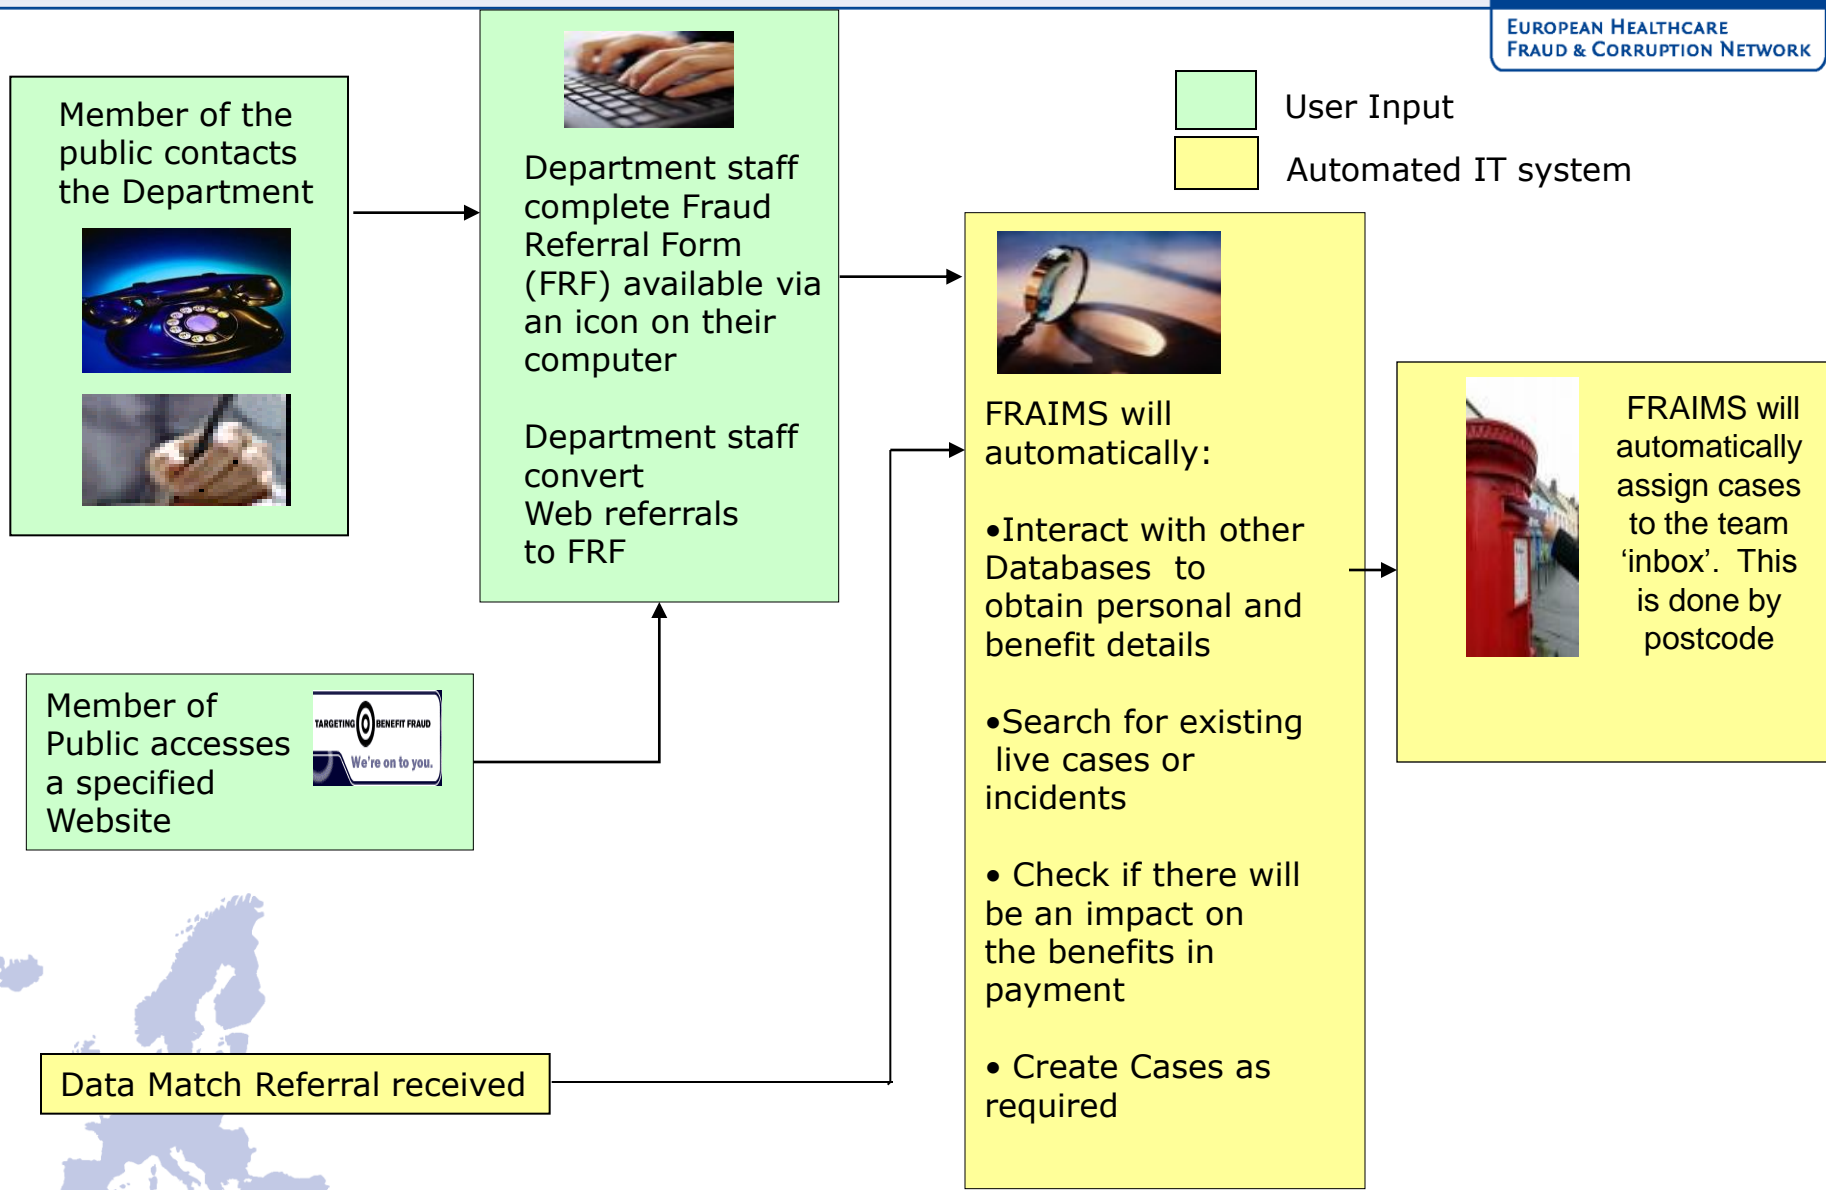 EUROPEAN HEALTHCARE
FRAUD & CORRUPTION NETWORK
User Input
Automated IT system
Member of the
public contacts
the Department
Department staff
complete Fraud
Referral Form
(FRF) available via
an icon on their
computer
Department staff
convert
Web referrals
to FRF
Member of
Public accesses
a specified
Website
TARGETING BENEFIT FRAUD
We're on to you.
Data Match Referral received
FRAIMS will
automatically:
•Interact with other
Databases  to
obtain personal and
benefit details
•Search for existing
live cases or
incidents
• Check if there will
be an impact on
the benefits in
payment
• Create Cases as
required
FRAIMS will
automatically
assign cases
to the team
‘inbox’.  This
is done by
postcode